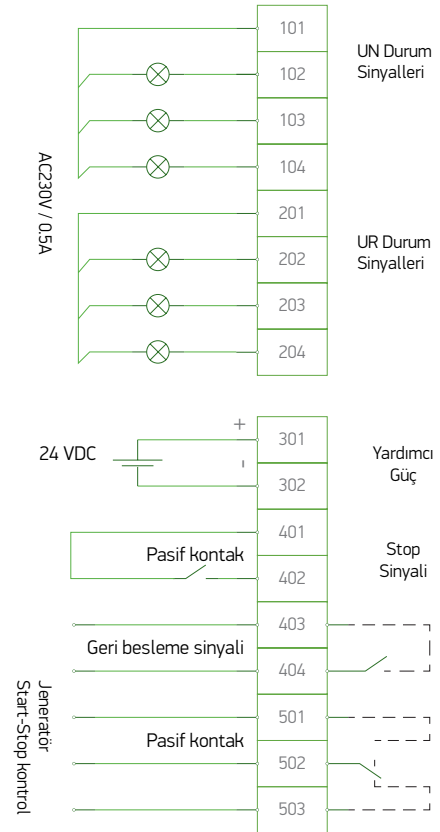 101
UN Durum
Sinyalleri
102
103
104
AC230V / 0.5A
201
UR Durum
Sinyalleri
202
203
204
+
301
24 VDC
Yardımcı
Güç
-
302
401
Pasif kontak
Stop
Sinyali
402
403
Geri besleme sinyali
404
Jeneratör
Start-Stop kontrol
501
Pasif kontak
502
503